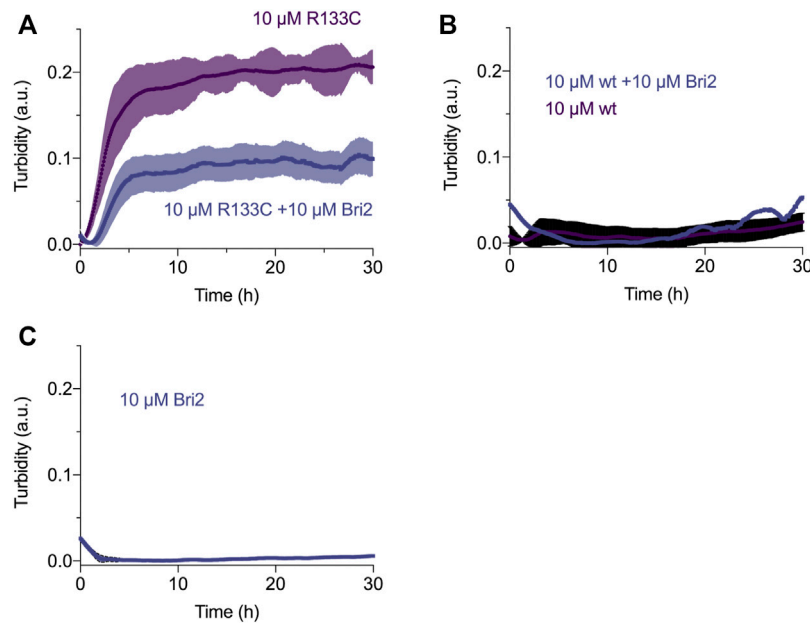 A
10 µM R133C
Turbidity (a.u.)
0.2
0.1
0.0
10 µM R133C +10 µM Bri2
0 10 20 30
Time (h)
B
Turbidity (a.u.)
0.2
0.1
0.0
10 µM wt +10 µM Bri2
10 µM wt
0 10 20 30
Time (h)
C
Turbidity (a.u.)
0.2
0.1
0.0
10 µM Bri2
0 10 20 30
Time (h)